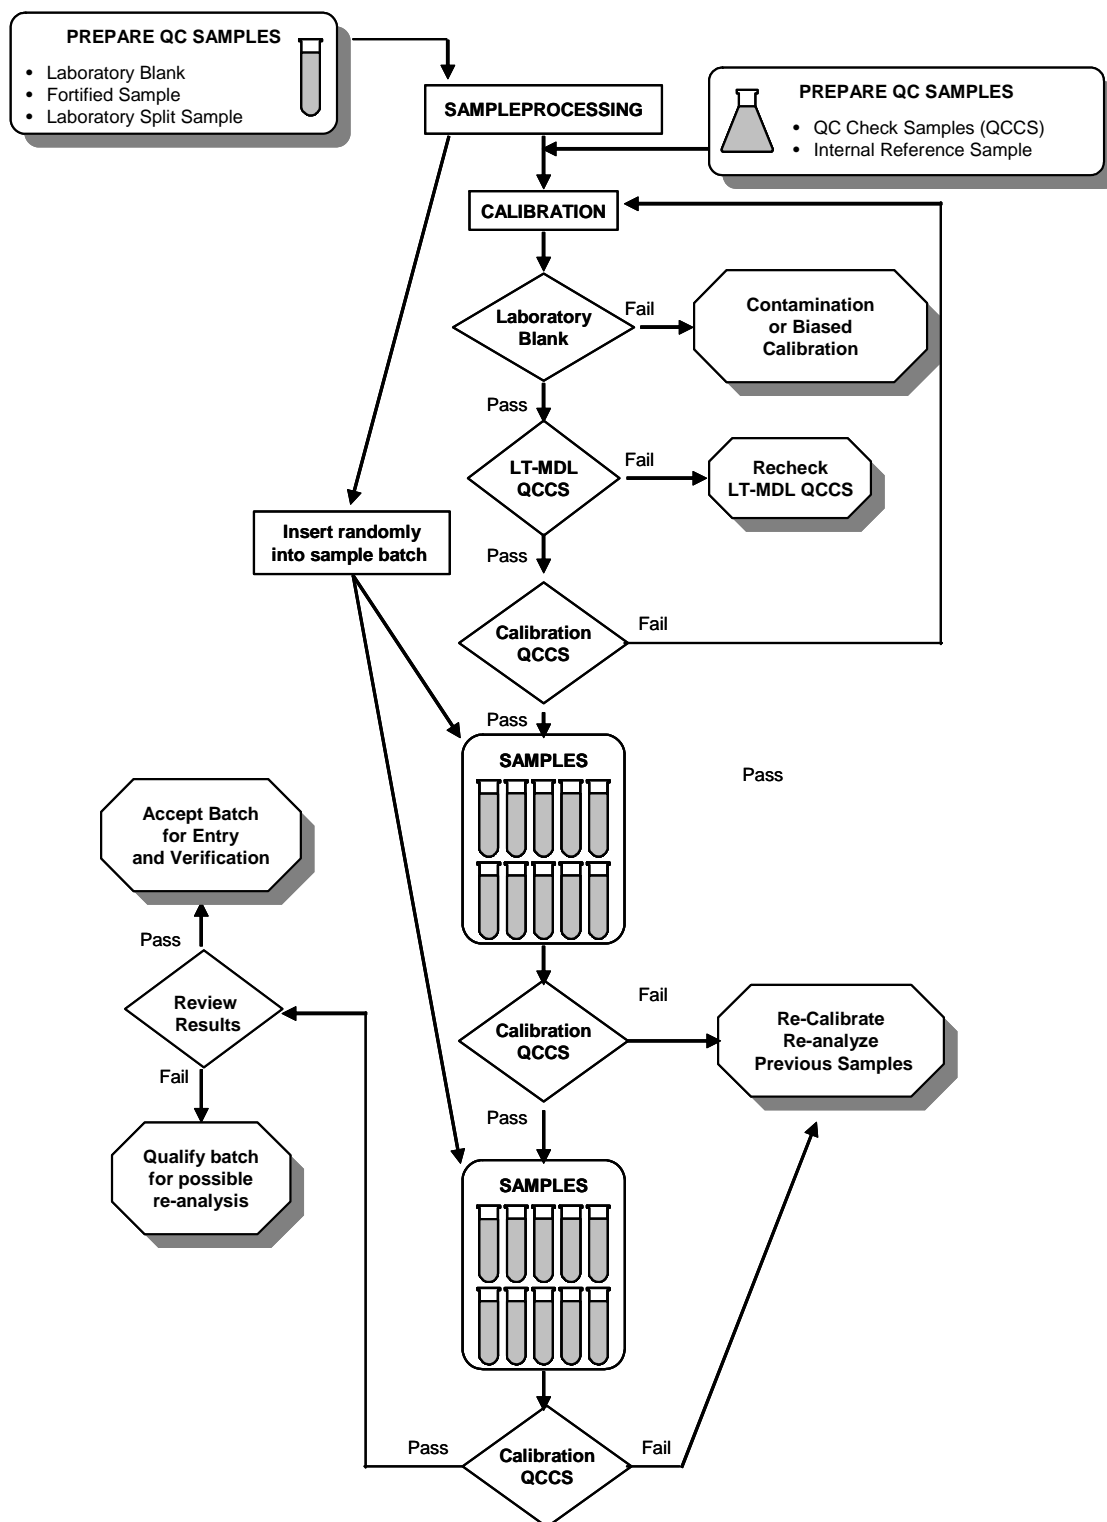 PREPARE QC SAMPLES
• Laboratory Blank
• Fortified Sample
• Laboratory Split Sample
SAMPLEPROCESSING
PREPARE QC SAMPLES
• QC Check Samples (QCCS)
• Internal Reference Sample
CALIBRATION
Laboratory
Blank
Fail
Contamination
or Biased
Calibration
Pass
LT-MDL
QCCS
Fail
Recheck
LT-MDL QCCS
Insert randomly
into sample batch
Pass
Calibration
QCCS
Fail
Pass
SAMPLES
Pass
Accept Batch
for Entry
and Verification
Pass
Review
Results
Fail
Calibration
QCCS
Fail
Re-Calibrate
Re-analyze
Previous Samples
Pass
Qualify batch
for possible
re-analysis
SAMPLES
Pass
Calibration
QCCS
Fail